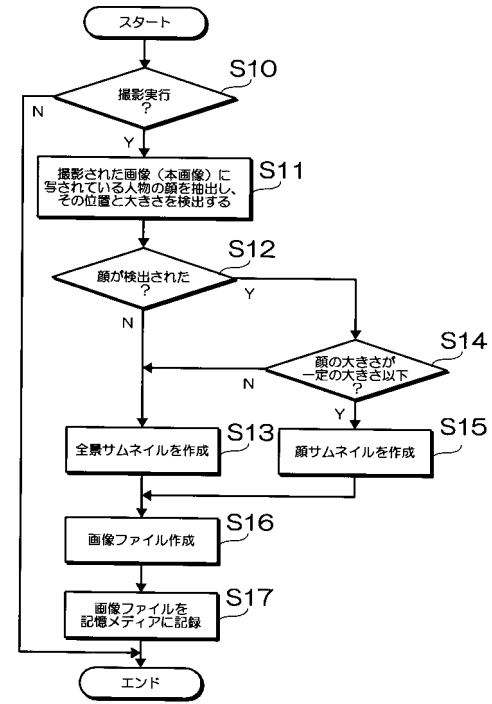 スタート
S10
撮影実行
?
N
Y
S11
撮影された画像（本画像）に
写されている人物の顔を抽出し、
その位置と大きさを検出する
S12
顔が検出された
?
Y
N
S14
顔の大きさが
一定の大きさ以下
?
N
Y
S13
全景サムネイルを作成
S15
顔サムネイルを作成
S16
画像ファイル作成
S17
画像ファイルを
記憶メディアに記録
エンド